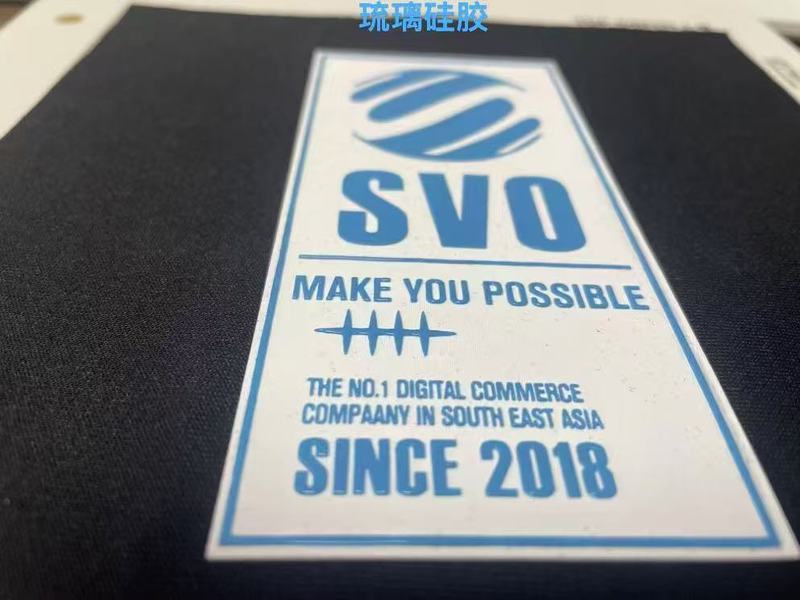 琉璃硅胶
SVO
MAKE YOU POSSIBLE
THE NO.1 DIGITAL COMMERCE
COMPAANY IN SOUTH EAST ASIA
SINCE 2018